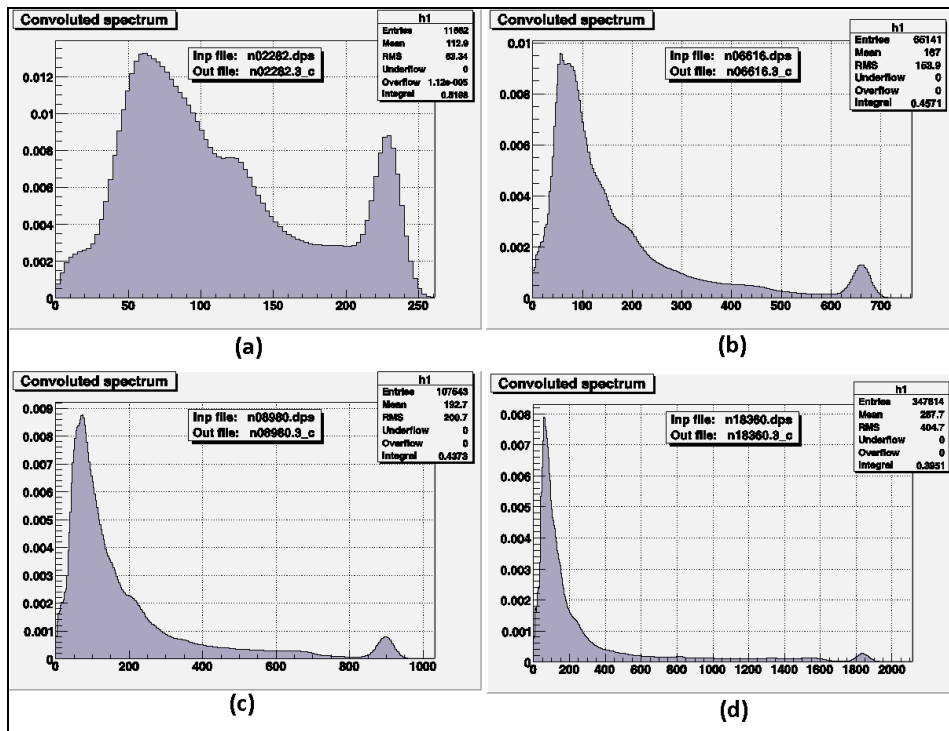 Convoluted spectrum
h1
Entries 11662
Mean 112.9
RMS 63.34
Underflow 0
Overflow 1.12e-005
Integral 0.5198
Inp file: n02282.dps
Out file: n02282.3_c
0.012
0.01
0.008
0.006
0.004
0.002
0
0 50 100 150 200 250
(a)
Convoluted spectrum
h1
Entries 65141
Mean 167
RMS 153.9
Underflow 0
Overflow 0
Integral 0.4571
Inp file: n06616.dps
Out file: n06616.3_c
0.01
0.008
0.006
0.004
0.002
0
0 100 200 300 400 500 600 700
(b)
Convoluted spectrum
h1
Entries 107543
Mean 192.7
RMS 200.7
Underflow 0
Overflow 0
Integral 0.4373
Inp file: n08980.dps
Out file: n08980.3_c
0.009
0.008
0.007
0.006
0.005
0.004
0.003
0.002
0.001
0
0 200 400 600 800 1000
(c)
Convoluted spectrum
h1
Entries 347814
Mean 287.7
RMS 404.7
Underflow 0
Overflow 0
Integral 0.3951
Inp file: n18360.dps
Out file: n18360.3_c
0.008
0.007
0.006
0.005
0.004
0.003
0.002
0.001
0
0 200 400 600 800 1000 1200 1400 1600 1800 2000
(d)